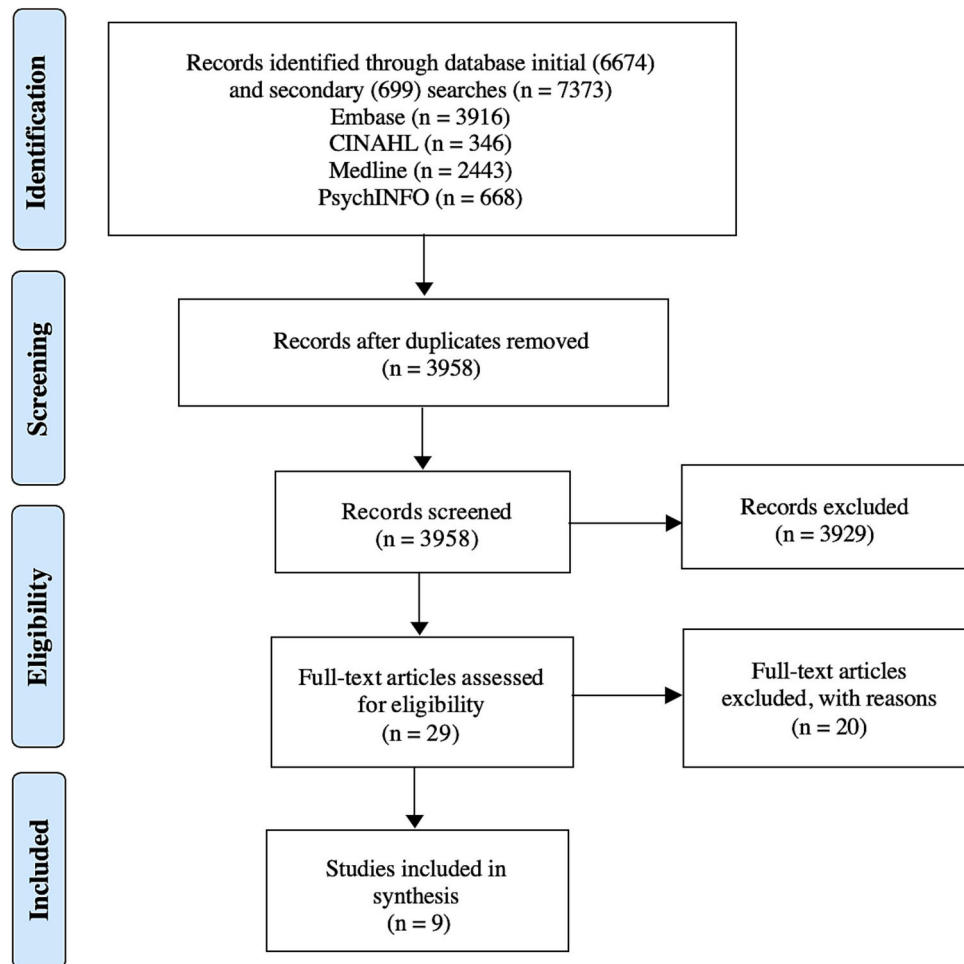 Identification
Records identified through database initial (6674)
and secondary (699) searches (n = 7373)
Embase (n = 3916)
CINAHL (n = 346)
Medline (n = 2443)
PsychINFO (n = 668)
Screening
Records after duplicates removed
(n = 3958)
Records screened
(n = 3958)
Records excluded
(n = 3929)
Eligibility
Full-text articles assessed
for eligibility
(n = 29)
Full-text articles
excluded, with reasons
(n = 20)
Included
Studies included in
synthesis
(n = 9)